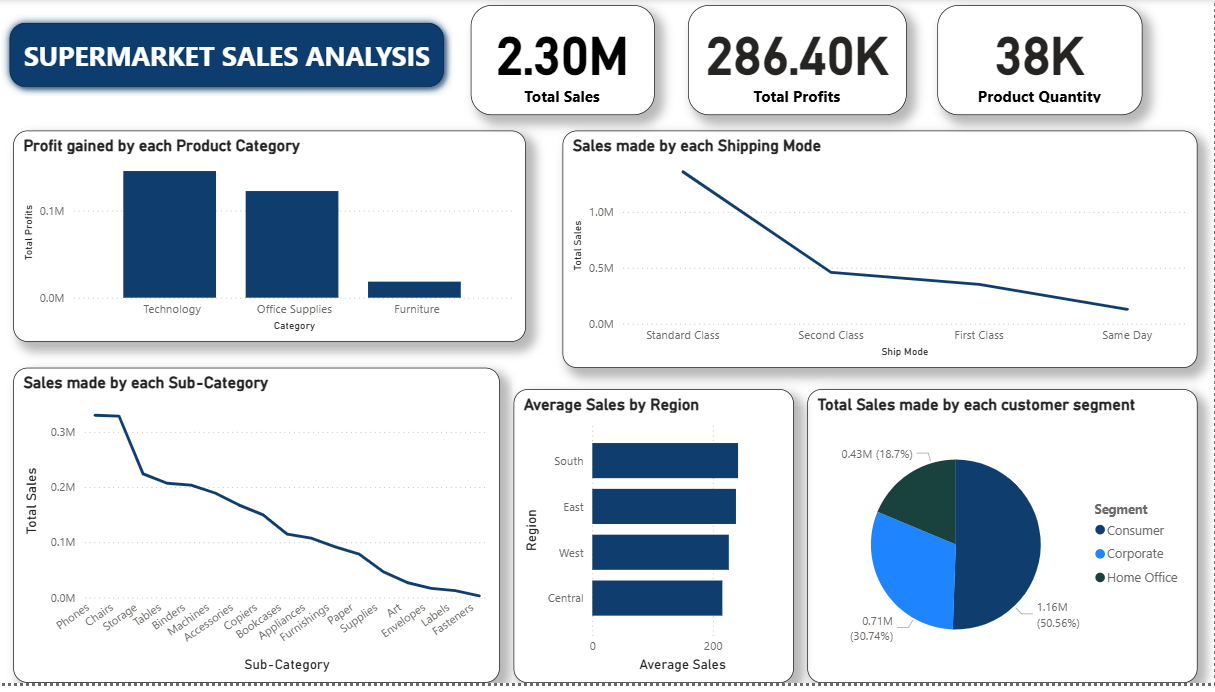 SUPERMARKET SALES ANALYSIS
2.30M
Total Sales
286.40K
Total Profits
38K
Product Quantity
Profit gained by each Product Category
Total Profits
0.1M
0.0M
Technology
Office Supplies
Furniture
Category
Sales made by each Shipping Mode
Total Sales
1.0M
0.5M
0.0M
Standard Class
Second Class
First Class
Same Day
Ship Mode
Sales made by each Sub-Category
Total Sales
0.3M
0.2M
0.1M
0.0M
Phones
Chairs
Storage
Tables
Binders
Machines
Accessories
Copiers
Bookcases
Appliances
Furnishings
Paper
Supplies
Art
Envelopes
Labels
Fasteners
Sub-Category
Average Sales by Region
Region
South
East
West
Central
0
200
Average Sales
Total Sales made by each customer segment
0.43M (18.7%)
0.71M
(30.74%)
1.16M
(50.56%)
Segment
Consumer
Corporate
Home Office